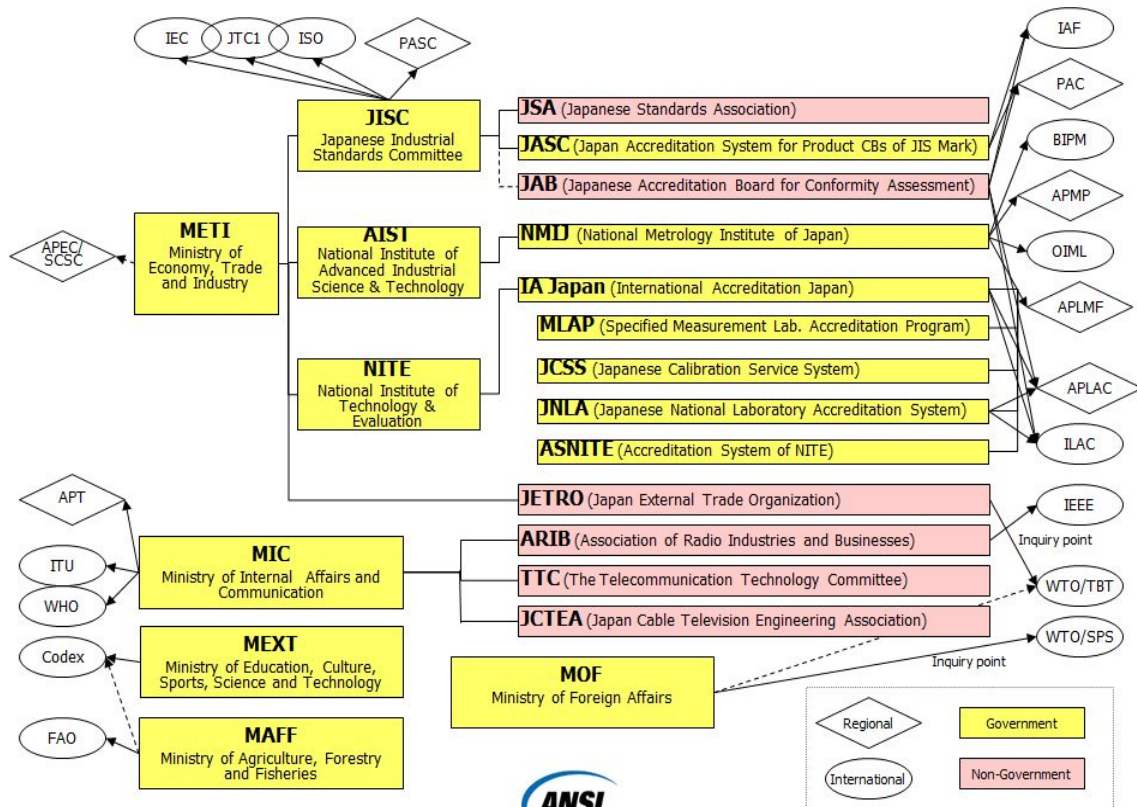 IEC
JTC1
ISO
PASC
IAF
PAC
BIPM
APMP
OIML
APLMF
APLAC
ILAC
JISC
Japanese Industrial
Standards Committee
JSA (Japanese Standards Association)
JASC (Japan Accreditation System for Product CBs of JIS Mark)
JAB (Japanese Accreditation Board for Conformity Assessment)
APEC/
SCSC
METI
Ministry of
Economy, Trade
and Industry
AIST
National Institute of
Advanced Industrial
Science & Technology
NMIJ (National Metrology Institute of Japan)
IA Japan (International Accreditation Japan)
MLAP (Specified Measurement Lab. Accreditation Program)
JCSS (Japanese Calibration Service System)
JNLA (Japanese National Laboratory Accreditation System)
ASNITE (Accreditation System of NITE)
NITE
National Institute of
Technology &
Evaluation
JETRO (Japan External Trade Organization)
ARIB (Association of Radio Industries and Businesses)
TTC (The Telecommunication Technology Committee)
JCTEA (Japan Cable Television Engineering Association)
IEEE
Inquiry point
WTO/TBT
WTO/SPS
Inquiry point
APT
ITU
WHO
Codex
FAO
MIC
Ministry of Internal Affairs and
Communication
MEXT
Ministry of Education, Culture,
Sports, Science and Technology
MAFF
Ministry of Agriculture, Forestry
and Fisheries
MOF
Ministry of Foreign Affairs
Regional
Government
International
Non-Government
ANSI